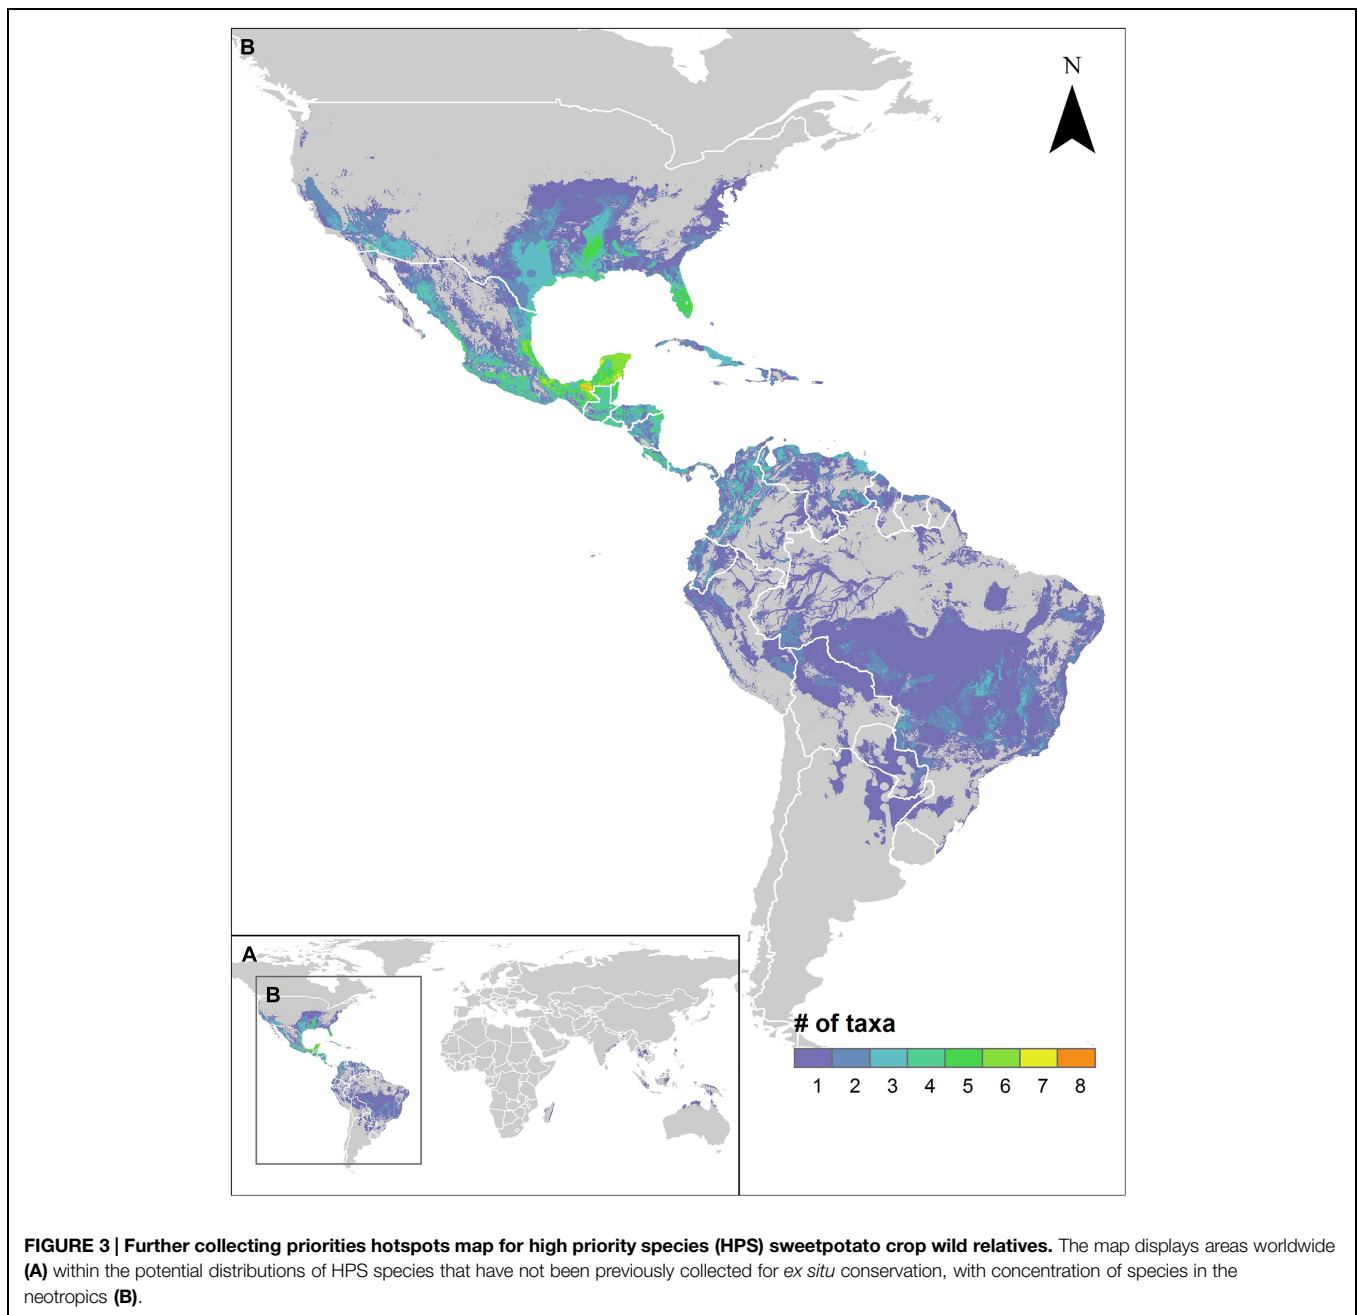 B
N
A
B
# of taxa
1 2 3 4 5 6 7 8
FIGURE 3 | Further collecting priorities hotspots map for high priority species (HPS) sweetpotato crop wild relatives. The map displays areas worldwide
(A) within the potential distributions of HPS species that have not been previously collected for ex situ conservation, with concentration of species in the
neotropics (B).